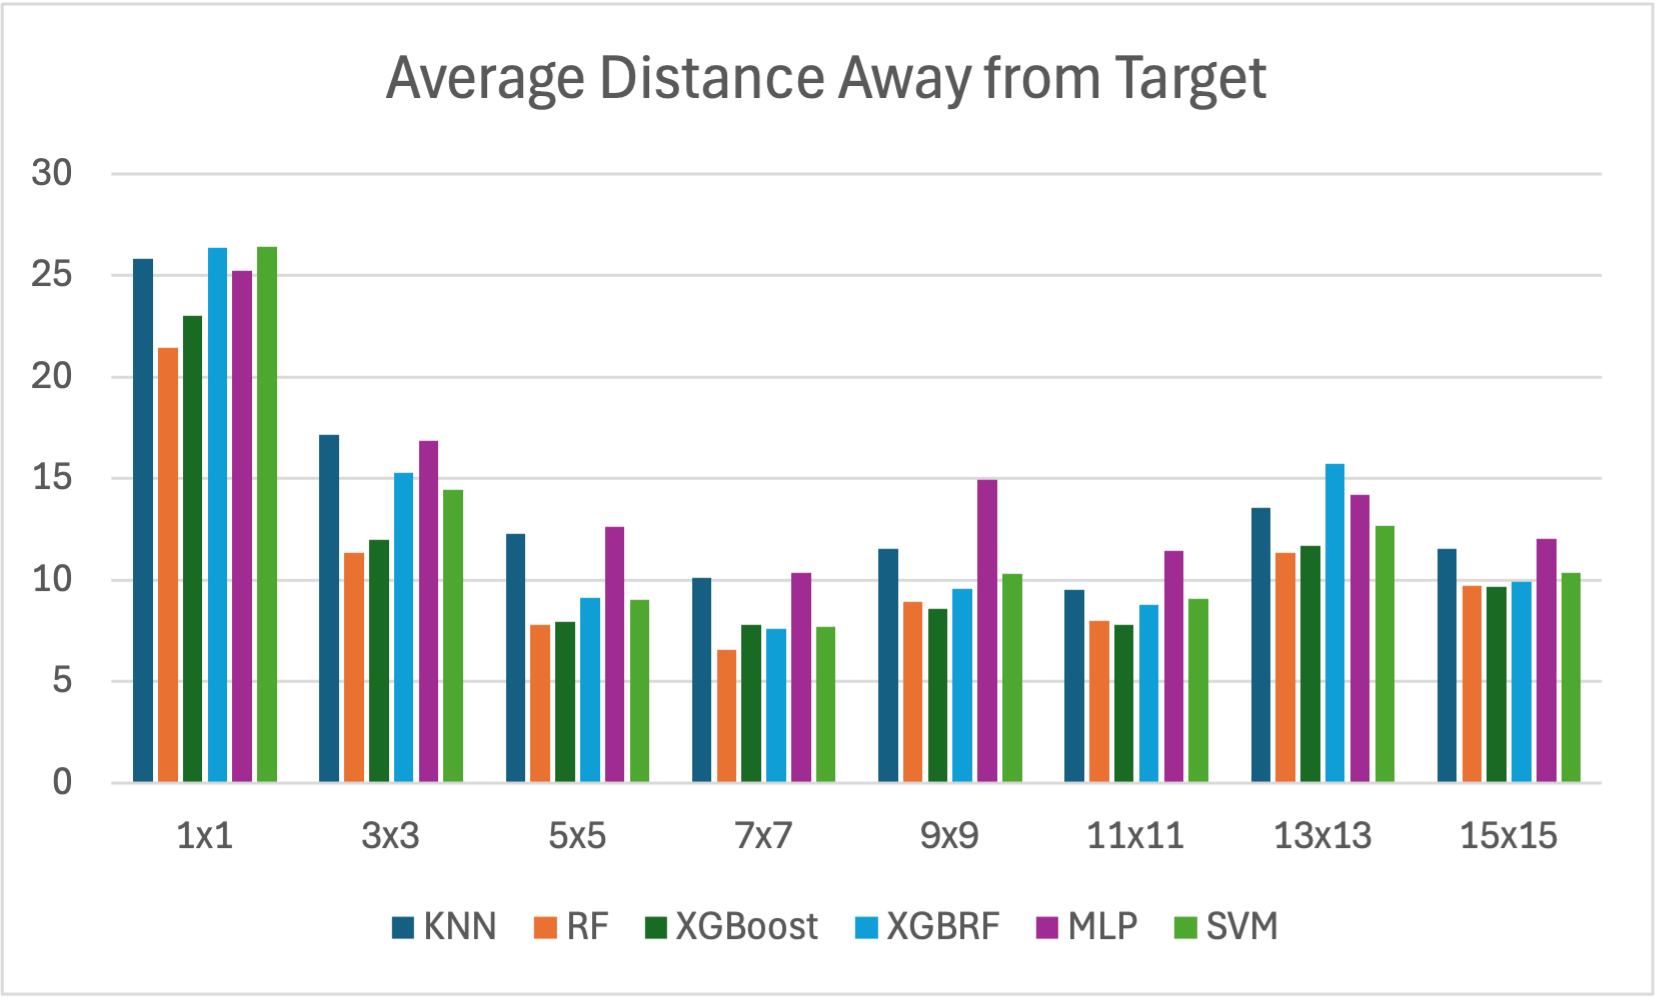 Average Distance Away from Target
30
25
20
15
10
5
0
1x1 3x3 5x5 7x7 9x9 11x11 13x13 15x15
KNN RF XGBoost XGBRF MLP SVM